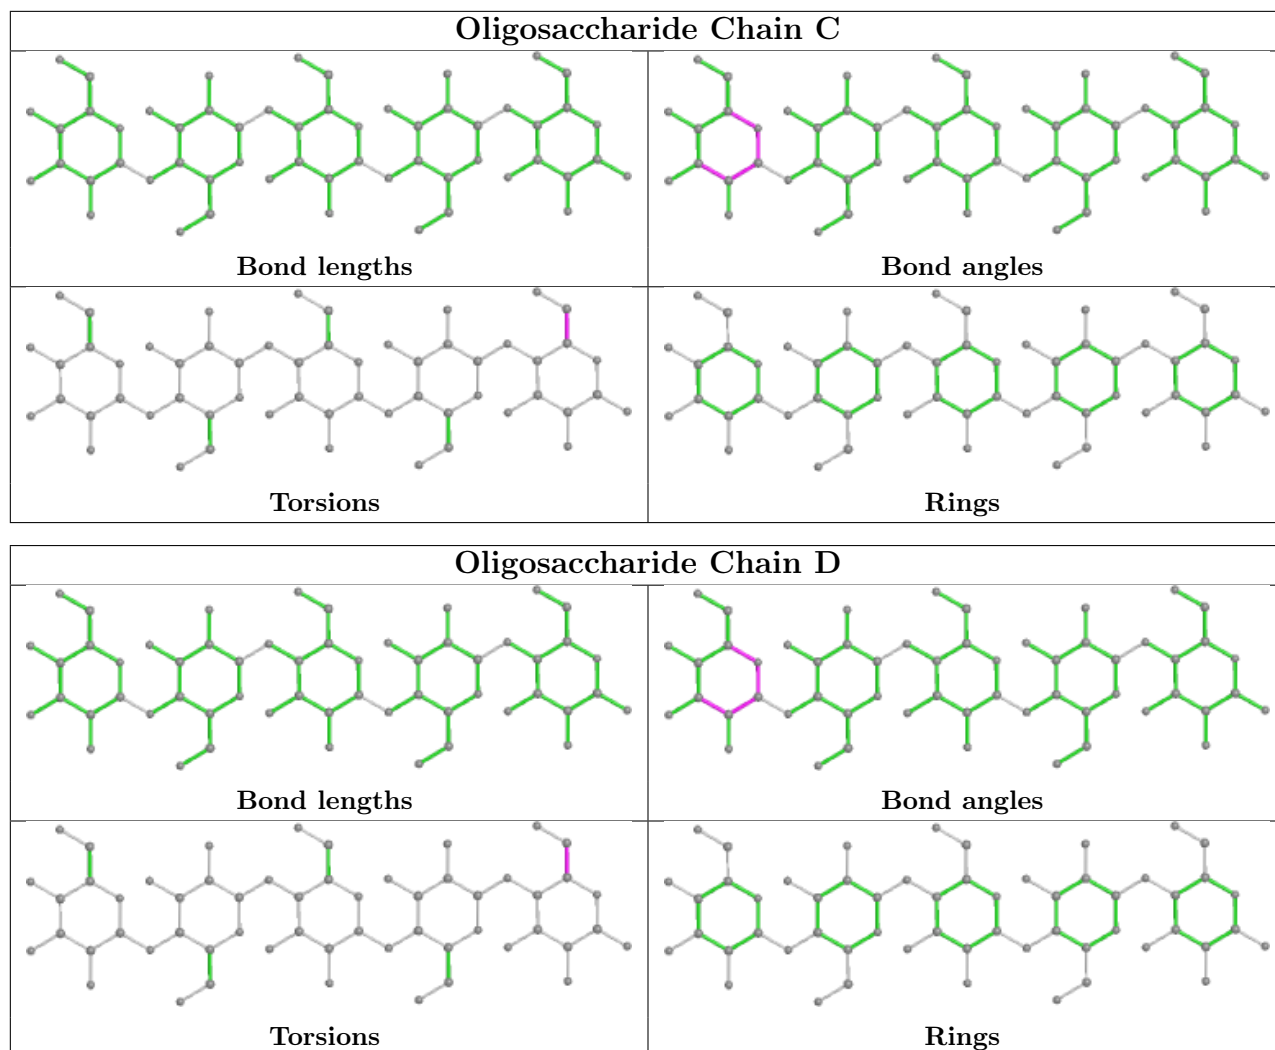 Oligosaccharide Chain C
Bond lengths
Bond angles
Torsions
Rings
Oligosaccharide Chain D
Bond lengths
Bond angles
Torsions
Rings